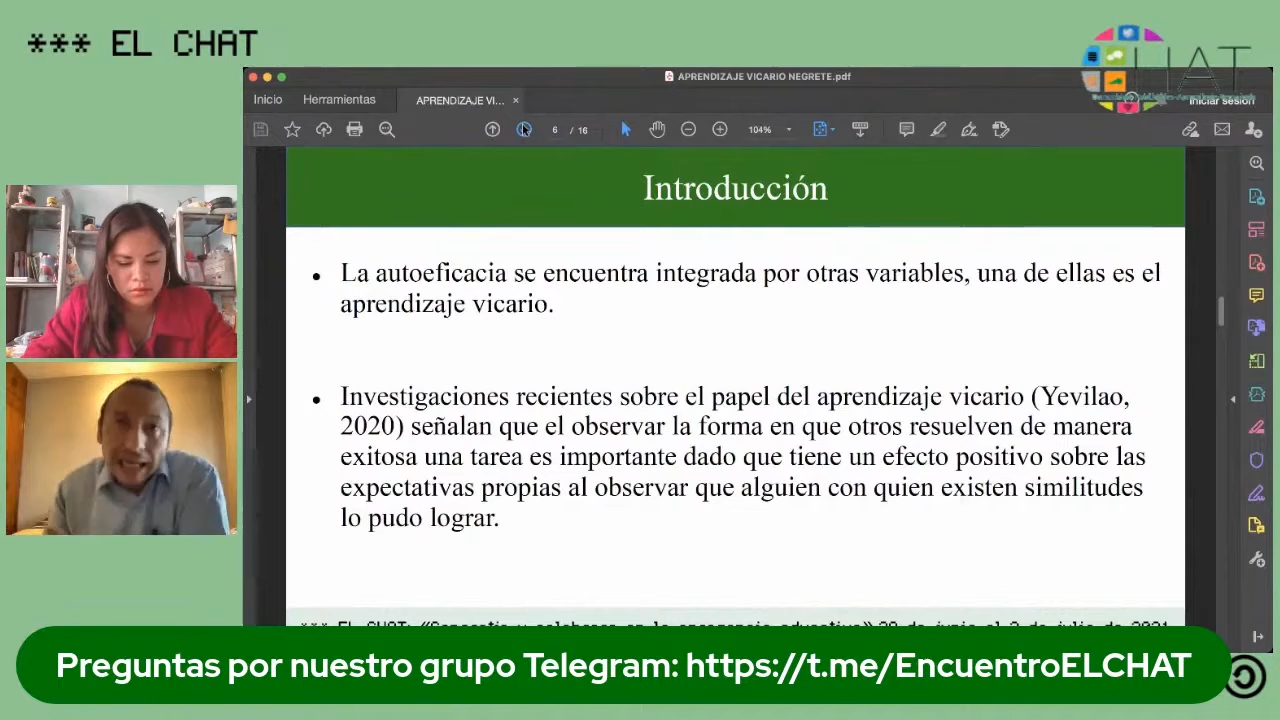 *** EL CHAT
HAT
APRENDIZAJE VICARIO NEGRETE.pdf
Inicio
Herramientas
APRENDIZAJE VI...
×
Iniciar sesión
6 / 16
104%
Introducción
• La autoeficacia se encuentra integrada por otras variables, una de ellas es el
aprendizaje vicario.
• Investigaciones recientes sobre el papel del aprendizaje vicario (Yevilao,
2020) señalan que el observar la forma en que otros resuelven de manera
exitosa una tarea es importante dado que tiene un efecto positivo sobre las
expectativas propias al observar que alguien con quien existen similitudes
lo pudo lograr.
*** EL CHAT:
Preguntas por nuestro grupo Telegram: https://t.me/EncuentroELCHAT